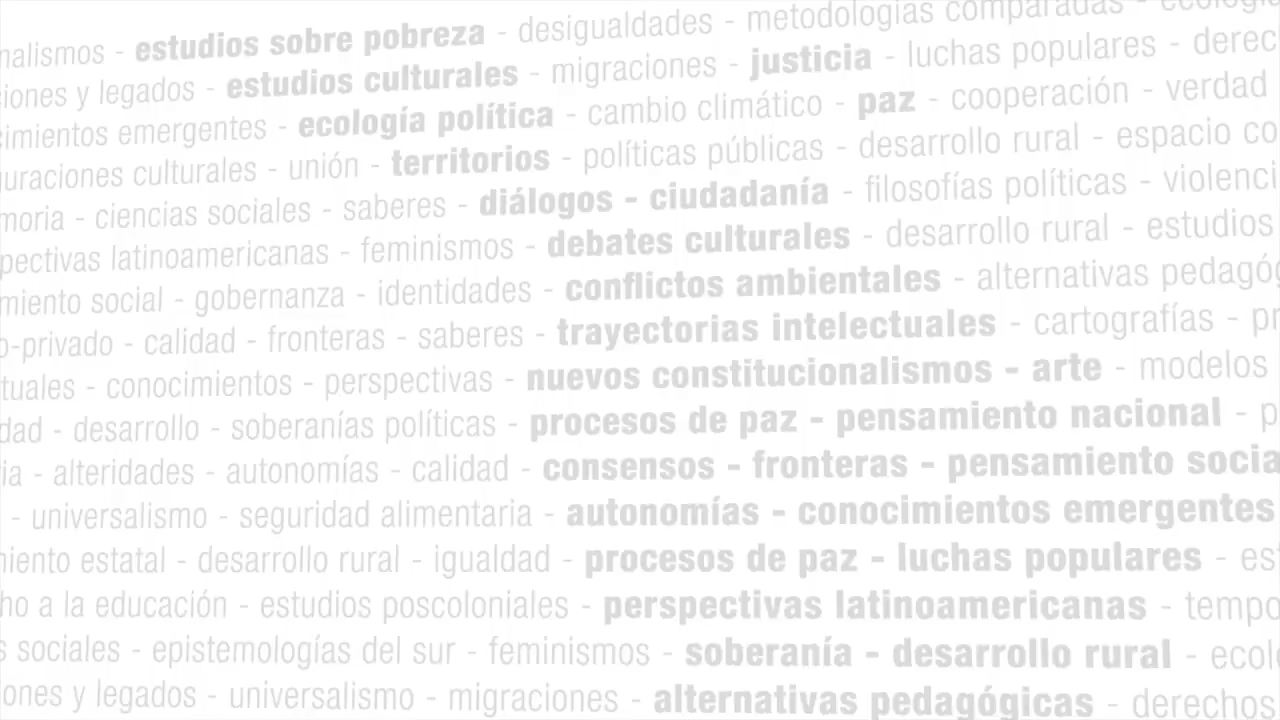 nalismos - estudios sobre pobreza - desigualdades - metodologías comparadas - ecología
ciones y legados - estudios culturales - migraciones - justicia - luchas populares - derec
cimientos emergentes - ecología política - cambio climático - paz - cooperación - verdad
uraciones culturales - unión - territorios - políticas públicas - desarrollo rural - espacio co
moria - ciencias sociales - saberes - diálogos - ciudadanía - filosofías políticas - violenci
pectivas latinoamericanas - feminismos - debates culturales - desarrollo rural - estudios
miento social - gobernanza - identidades - conflictos ambientales - alternativas pedagóg
o-privado - calidad - fronteras - saberes - trayectorias intelectuales - cartografías - pr
tuales - conocimientos - perspectivas - nuevos constitucionalismos - arte - modelos
dad - desarrollo - soberanías políticas - procesos de paz - pensamiento nacional - p
ia - alteridades - autonomías - calidad - consensos - fronteras - pensamiento socia
- universalismo - seguridad alimentaria - autonomías - conocimientos emergentes
niento estatal - desarrollo rural - igualdad - procesos de paz - luchas populares - est
ho a la educación - estudios poscoloniales - perspectivas latinoamericanas - tempo
s sociales - epistemologías del sur - feminismos - soberanía - desarrollo rural - ecol
iones y legados - universalismo - migraciones - alternativas pedagógicas - derechos